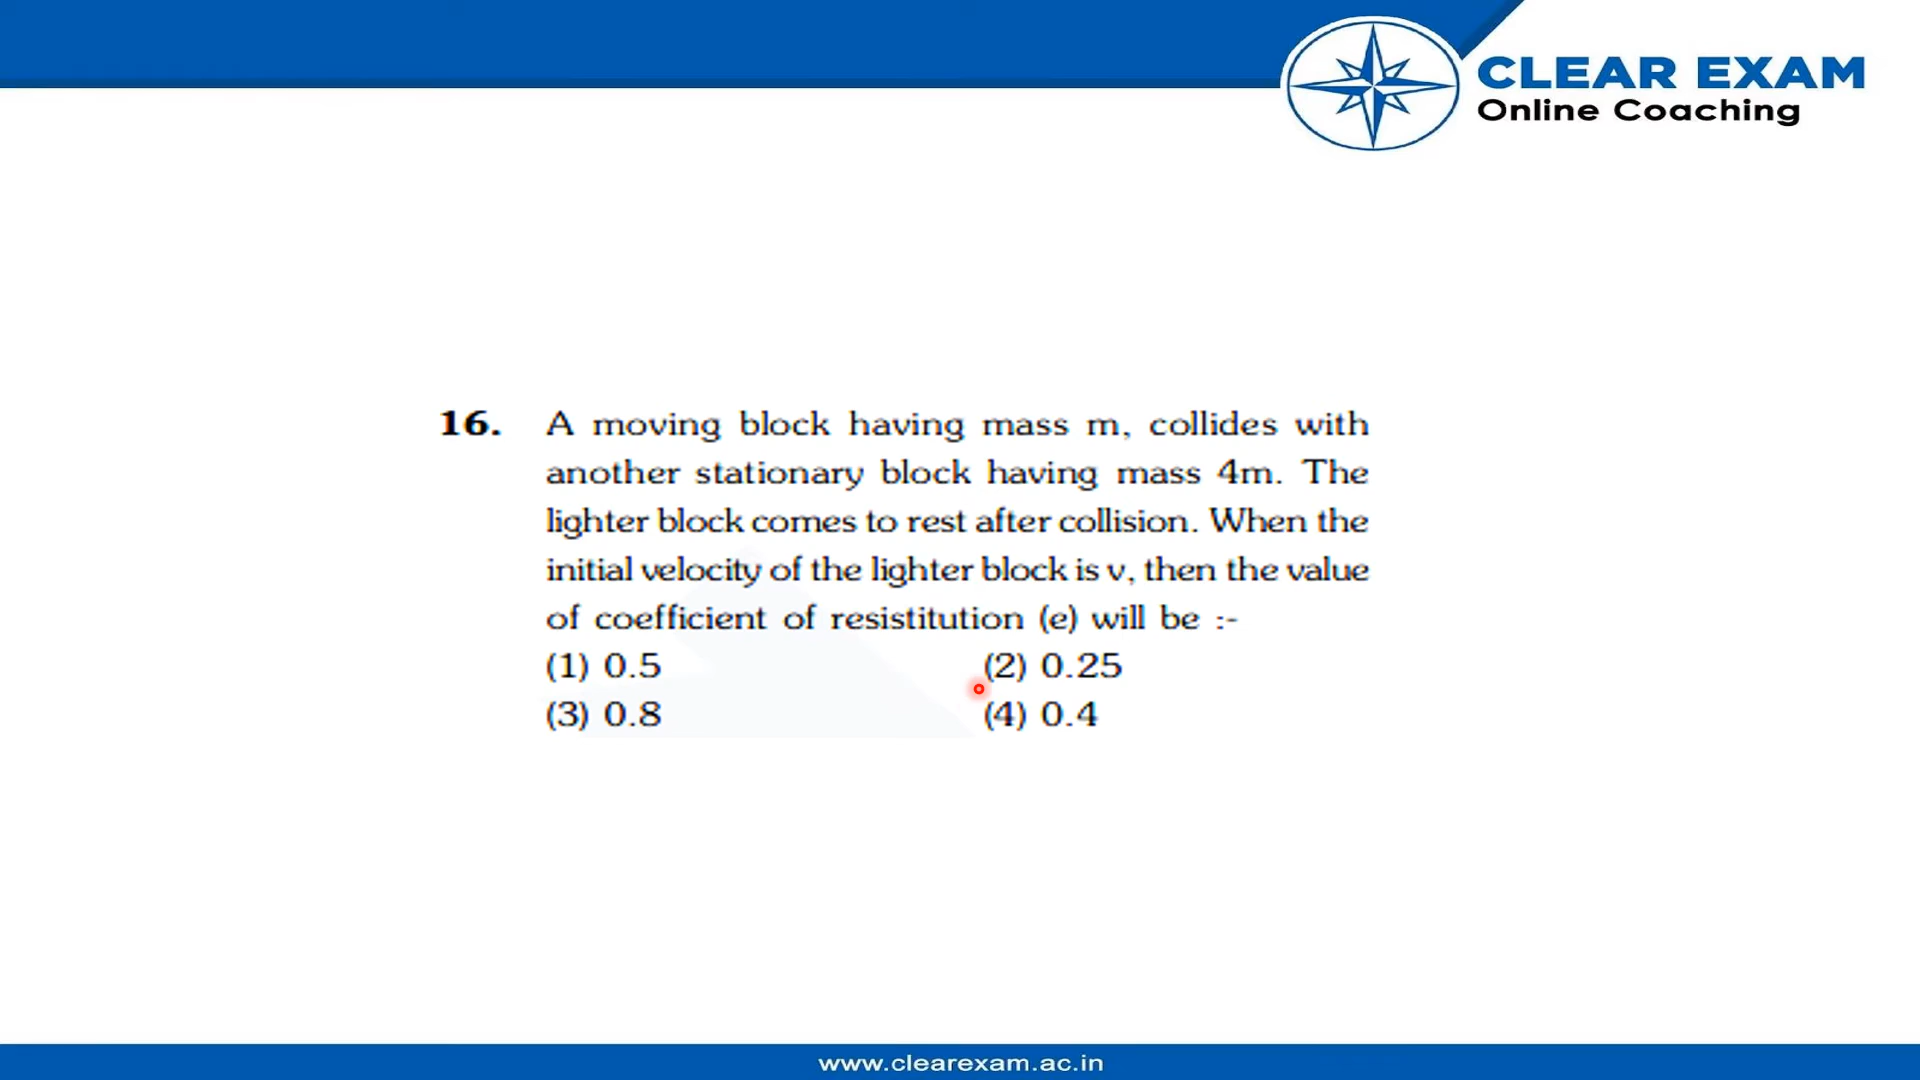 CLEAR EXAM
Online Coaching
16. A moving block having mass m, collides with
another stationary block having mass 4m. The
lighter block comes to rest after collision. When the
initial velocity of the lighter block is v, then the value
of coefficient of resistitution (e) will be :-
(1) 0.5 (2) 0.25
(3) 0.8 (4) 0.4
www.clearexam.ac.in